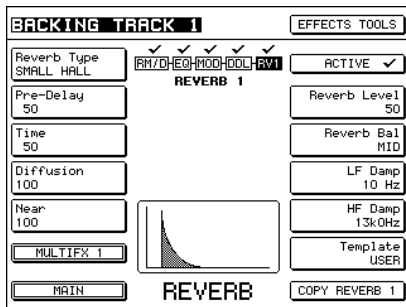 BACKING TRACK 1
EFFECTS TOOLS
Reverb Type
SMALL HALL
RM/D EQ MOD DDL RV1
REVERB 1
ACTIVE ✓
Pre-Delay
50
Reverb Level
50
Time
50
Reverb Bal
MID
Diffusion
100
LF Damp
10 Hz
Near
100
HF Damp
13k0Hz
MULTIFX 1
Template
USER
MAIN
REVERB
COPY REVERB 1